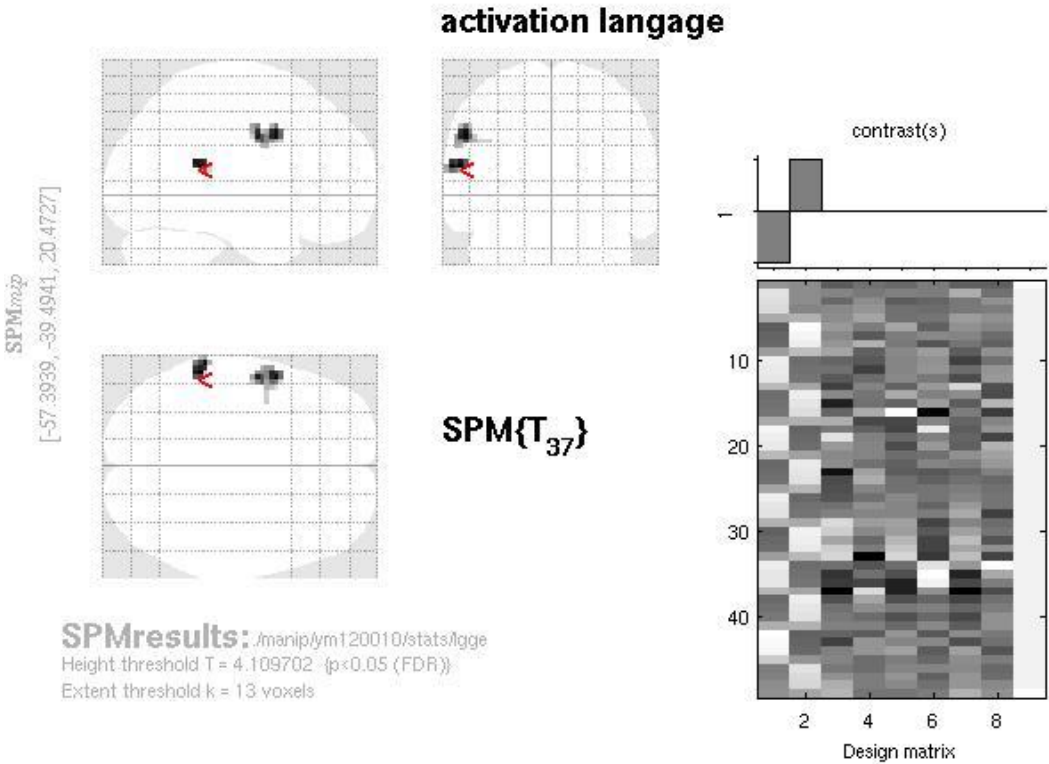 activation langage
SPMmip
[-57.3939, -39.4941, 20.4727]
<
<
<
SPM{T37}
contrast(s)
1
10
20
30
40
2 4 6 8
Design matrix
SPMresults: ./manip/ym120010/stats/lgge
Height threshold T = 4.109702 {p<0.05 (FDR)}
Extent threshold k = 13 voxels